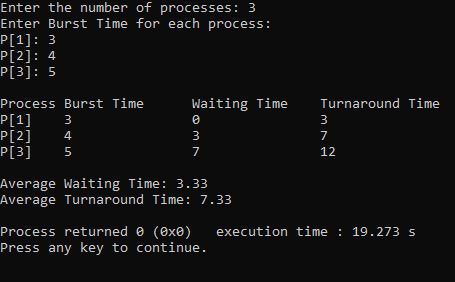 Enter the number of processes: 3
Enter Burst Time for each process:
P[1]: 3
P[2]: 4
P[3]: 5
Process Burst Time Waiting Time Turnaround Time
P[1] 3 0 3
P[2] 4 3 7
P[3] 5 7 12
Average Waiting Time: 3.33
Average Turnaround Time: 7.33
Process returned 0 (0x0) execution time : 19.273 s
Press any key to continue.